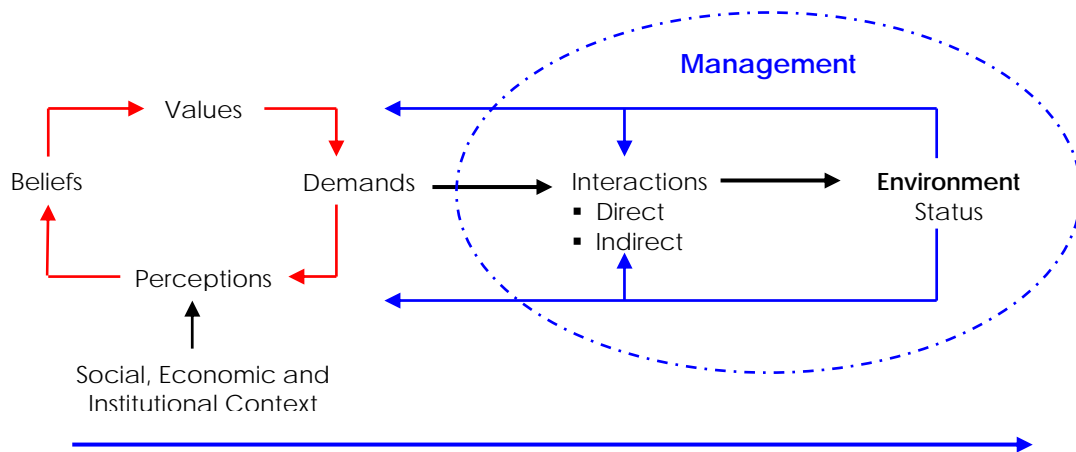 Management
Values
Beliefs
Demands
Interactions
▪ Direct
▪ Indirect
Environment
Status
Perceptions
Social, Economic and
Institutional Context